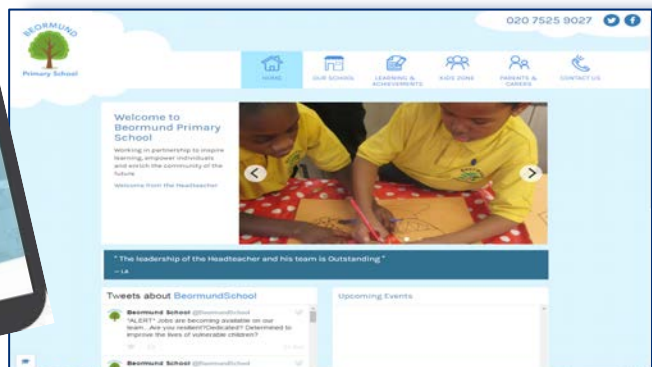 BEORMUND
Primary School
020 7525 9027
HOME
OUR SCHOOL
LEARNING &
ACHIEVEMENTS
KIDS ZONE
PARENTS &
CAREERS
CONTACT US
Welcome to
Beormund Primary
School
Working in partnership to inspire
learning, empower individuals
and enrich the community of the
future
Welcome from the Headteacher
" The leadership of the Headteacher and his team is Outstanding "
— LA
Tweets about BeormundSchool
Beormund School @BeormundSchool
*ALERT* Jobs are becoming available on our
team... Are you resilient?Dedicated? Determined to
improve the lives of vulnerable children?
Beormund School @BeormundSchool
Upcoming Events